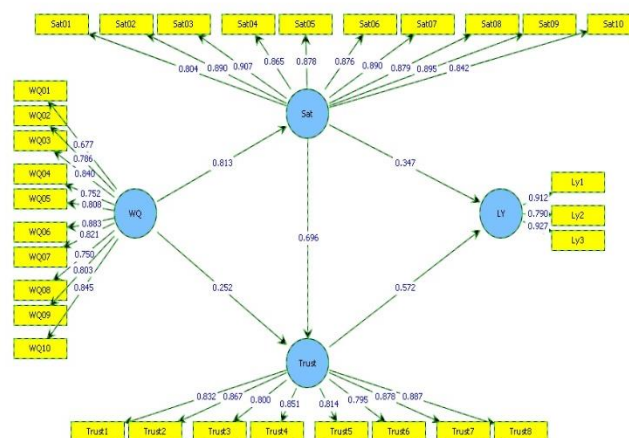 Sat01 Sat02 Sat03 Sat04 Sat05 Sat06 Sat07 Sat08 Sat09 Sat10
0.804 0.890 0.907 0.865 0.878 0.876 0.890 0.879 0.895 0.842
Sat
WQ01
WQ02
WQ03
WQ04
WQ05
WQ06
WQ07
WQ08
WQ09
WQ10
0.677
0.786
0.840
0.752
0.808
0.883
0.821
0.750
0.803
0.845
WQ
0.813
0.347
0.696
0.252
0.572
LY
0.912
0.790
0.927
Ly1
Ly2
Ly3
Trust
0.832 0.867 0.800 0.851 0.814 0.795 0.878 0.887
Trust1 Trust2 Trust3 Trust4 Trust5 Trust6 Trust7 Trust8